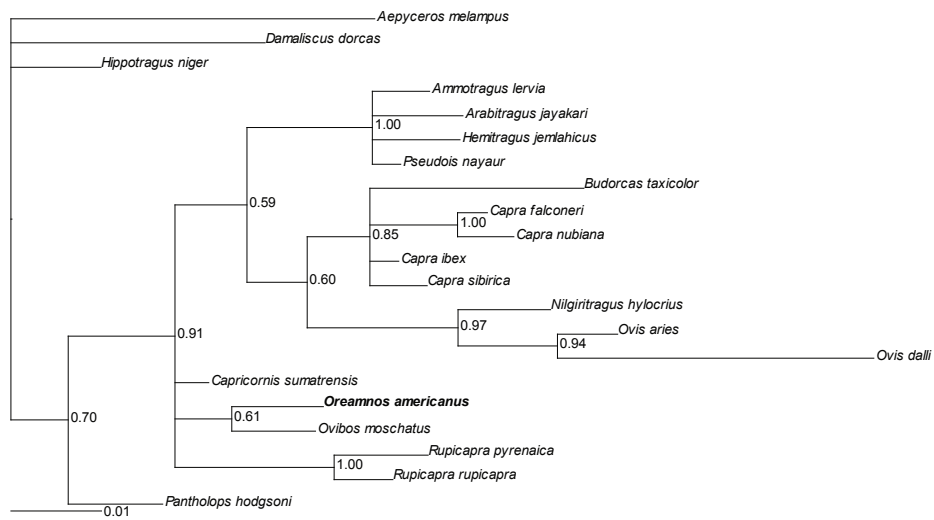 Aepyceros melampus
Damaliscus dorcas
Hippotragus niger
Ammotragus lervia
Arabitragus jayakari
1.00
Hemitragus jemlahicus
Pseudois nayaur
Budorcas taxicolor
0.59
Capra falconeri
1.00
0.85
Capra nubiana
Capra ibex
0.60
Capra sibirica
Nilgiritragus hylocrius
0.97
Ovis aries
0.91
0.94
Ovis dalli
Capricornis sumatrensis
Oreamnos americanus
0.70
0.61
Ovibos moschatus
Rupicapra pyrenaica
1.00
Rupicapra rupicapra
Pantholops hodgsoni
0.01